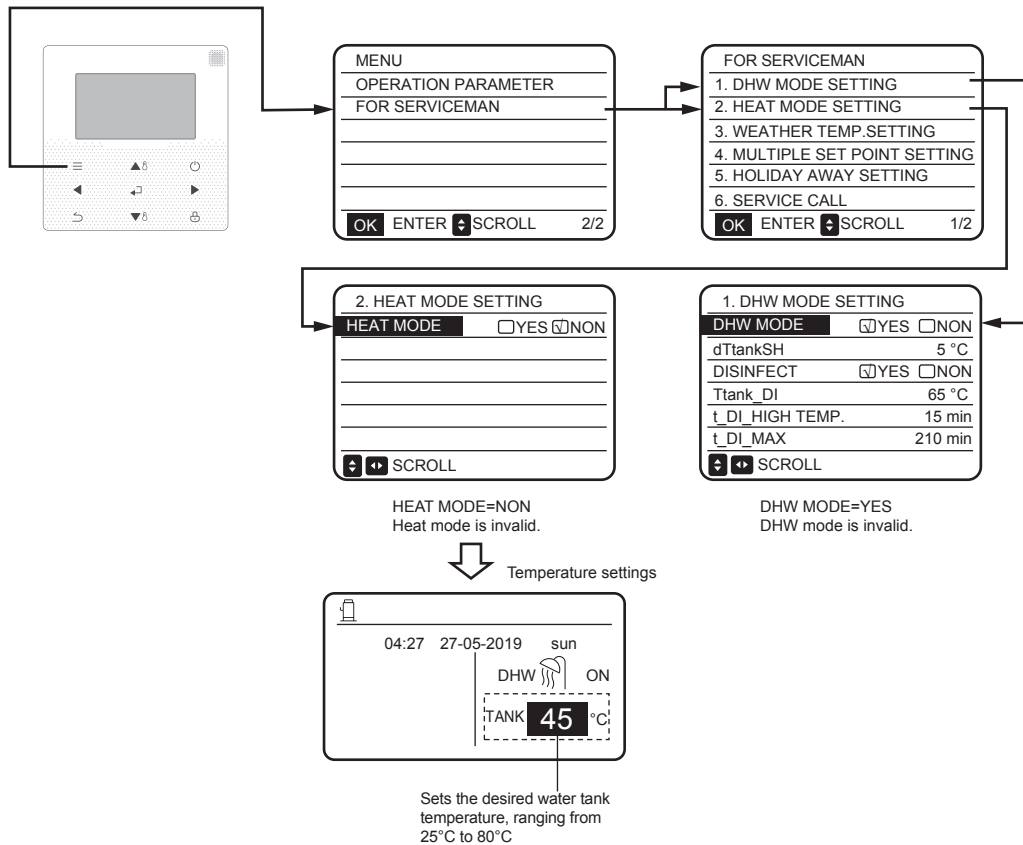 MENU
OPERATION PARAMETER
FOR SERVICEMAN
OK ENTER SCROLL 2/2
FOR SERVICEMAN
1. DHW MODE SETTING
2. HEAT MODE SETTING
3. WEATHER TEMP.SETTING
4. MULTIPLE SET POINT SETTING
5. HOLIDAY AWAY SETTING
6. SERVICE CALL
OK ENTER SCROLL 1/2
2. HEAT MODE SETTING
HEAT MODE YES NON
SCROLL
HEAT MODE=NON
Heat mode is invalid.
1. DHW MODE SETTING
DHW MODE YES NON
dTtankSH 5 °C
DISINFECT YES NON
Ttank_DI 65 °C
t_DI_HIGH TEMP. 15 min
t_DI_MAX 210 min
SCROLL
DHW MODE=YES
DHW mode is invalid.
Temperature settings
04:27 27-05-2019 sun
DHW ON
TANK 45 °C
Sets the desired water tank
temperature, ranging from
25°C to 80°C